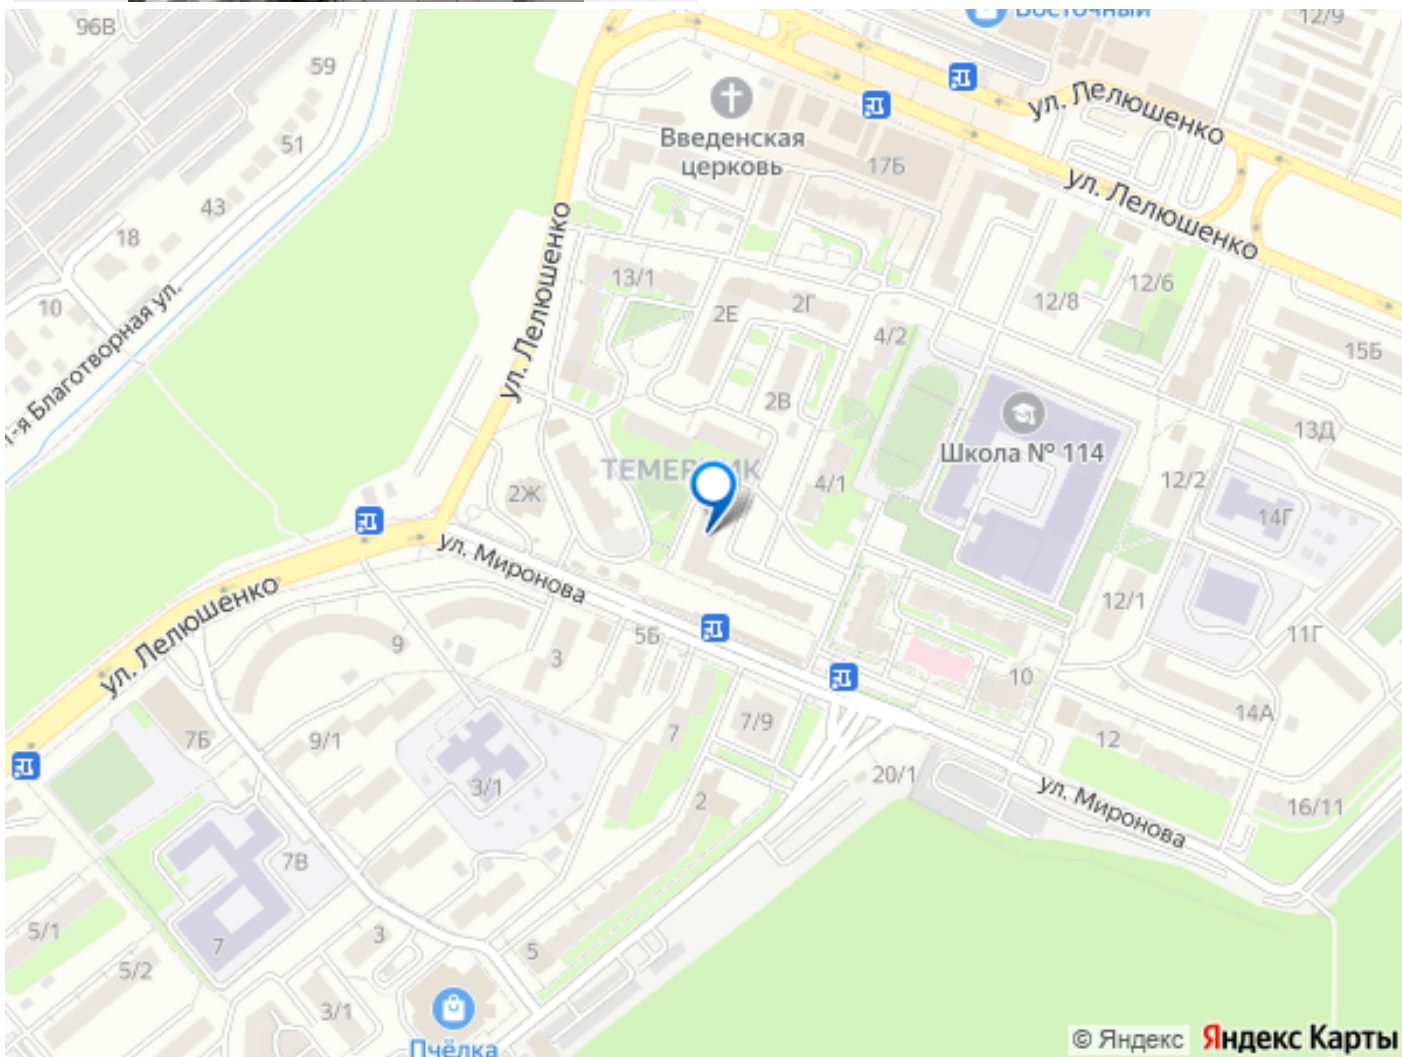 96В
59
51
43
18
10
1-я Благотворная ул.
Восточный
12/9
Введенская
церковь
17Б
ул. Лелюшенко
ул. Лелюшенко
ул. Лелюшенко
13/1
2Е
2Г
4/2
12/8
12/6
15Б
2В
13Д
Школа № 114
4/1
12/2
14Г
2Ж
ул. Миронова
12/1
11Г
ул. Лелюшенко
9
3
5Б
7
7/9
10
14А
12
20/1
16/11
ул. Миронова
7Б
9/1
3/1
2
7В
5/1
7
3
5
5/2
3/1
Пчёлка
© Яндекс
Яндекс Карты